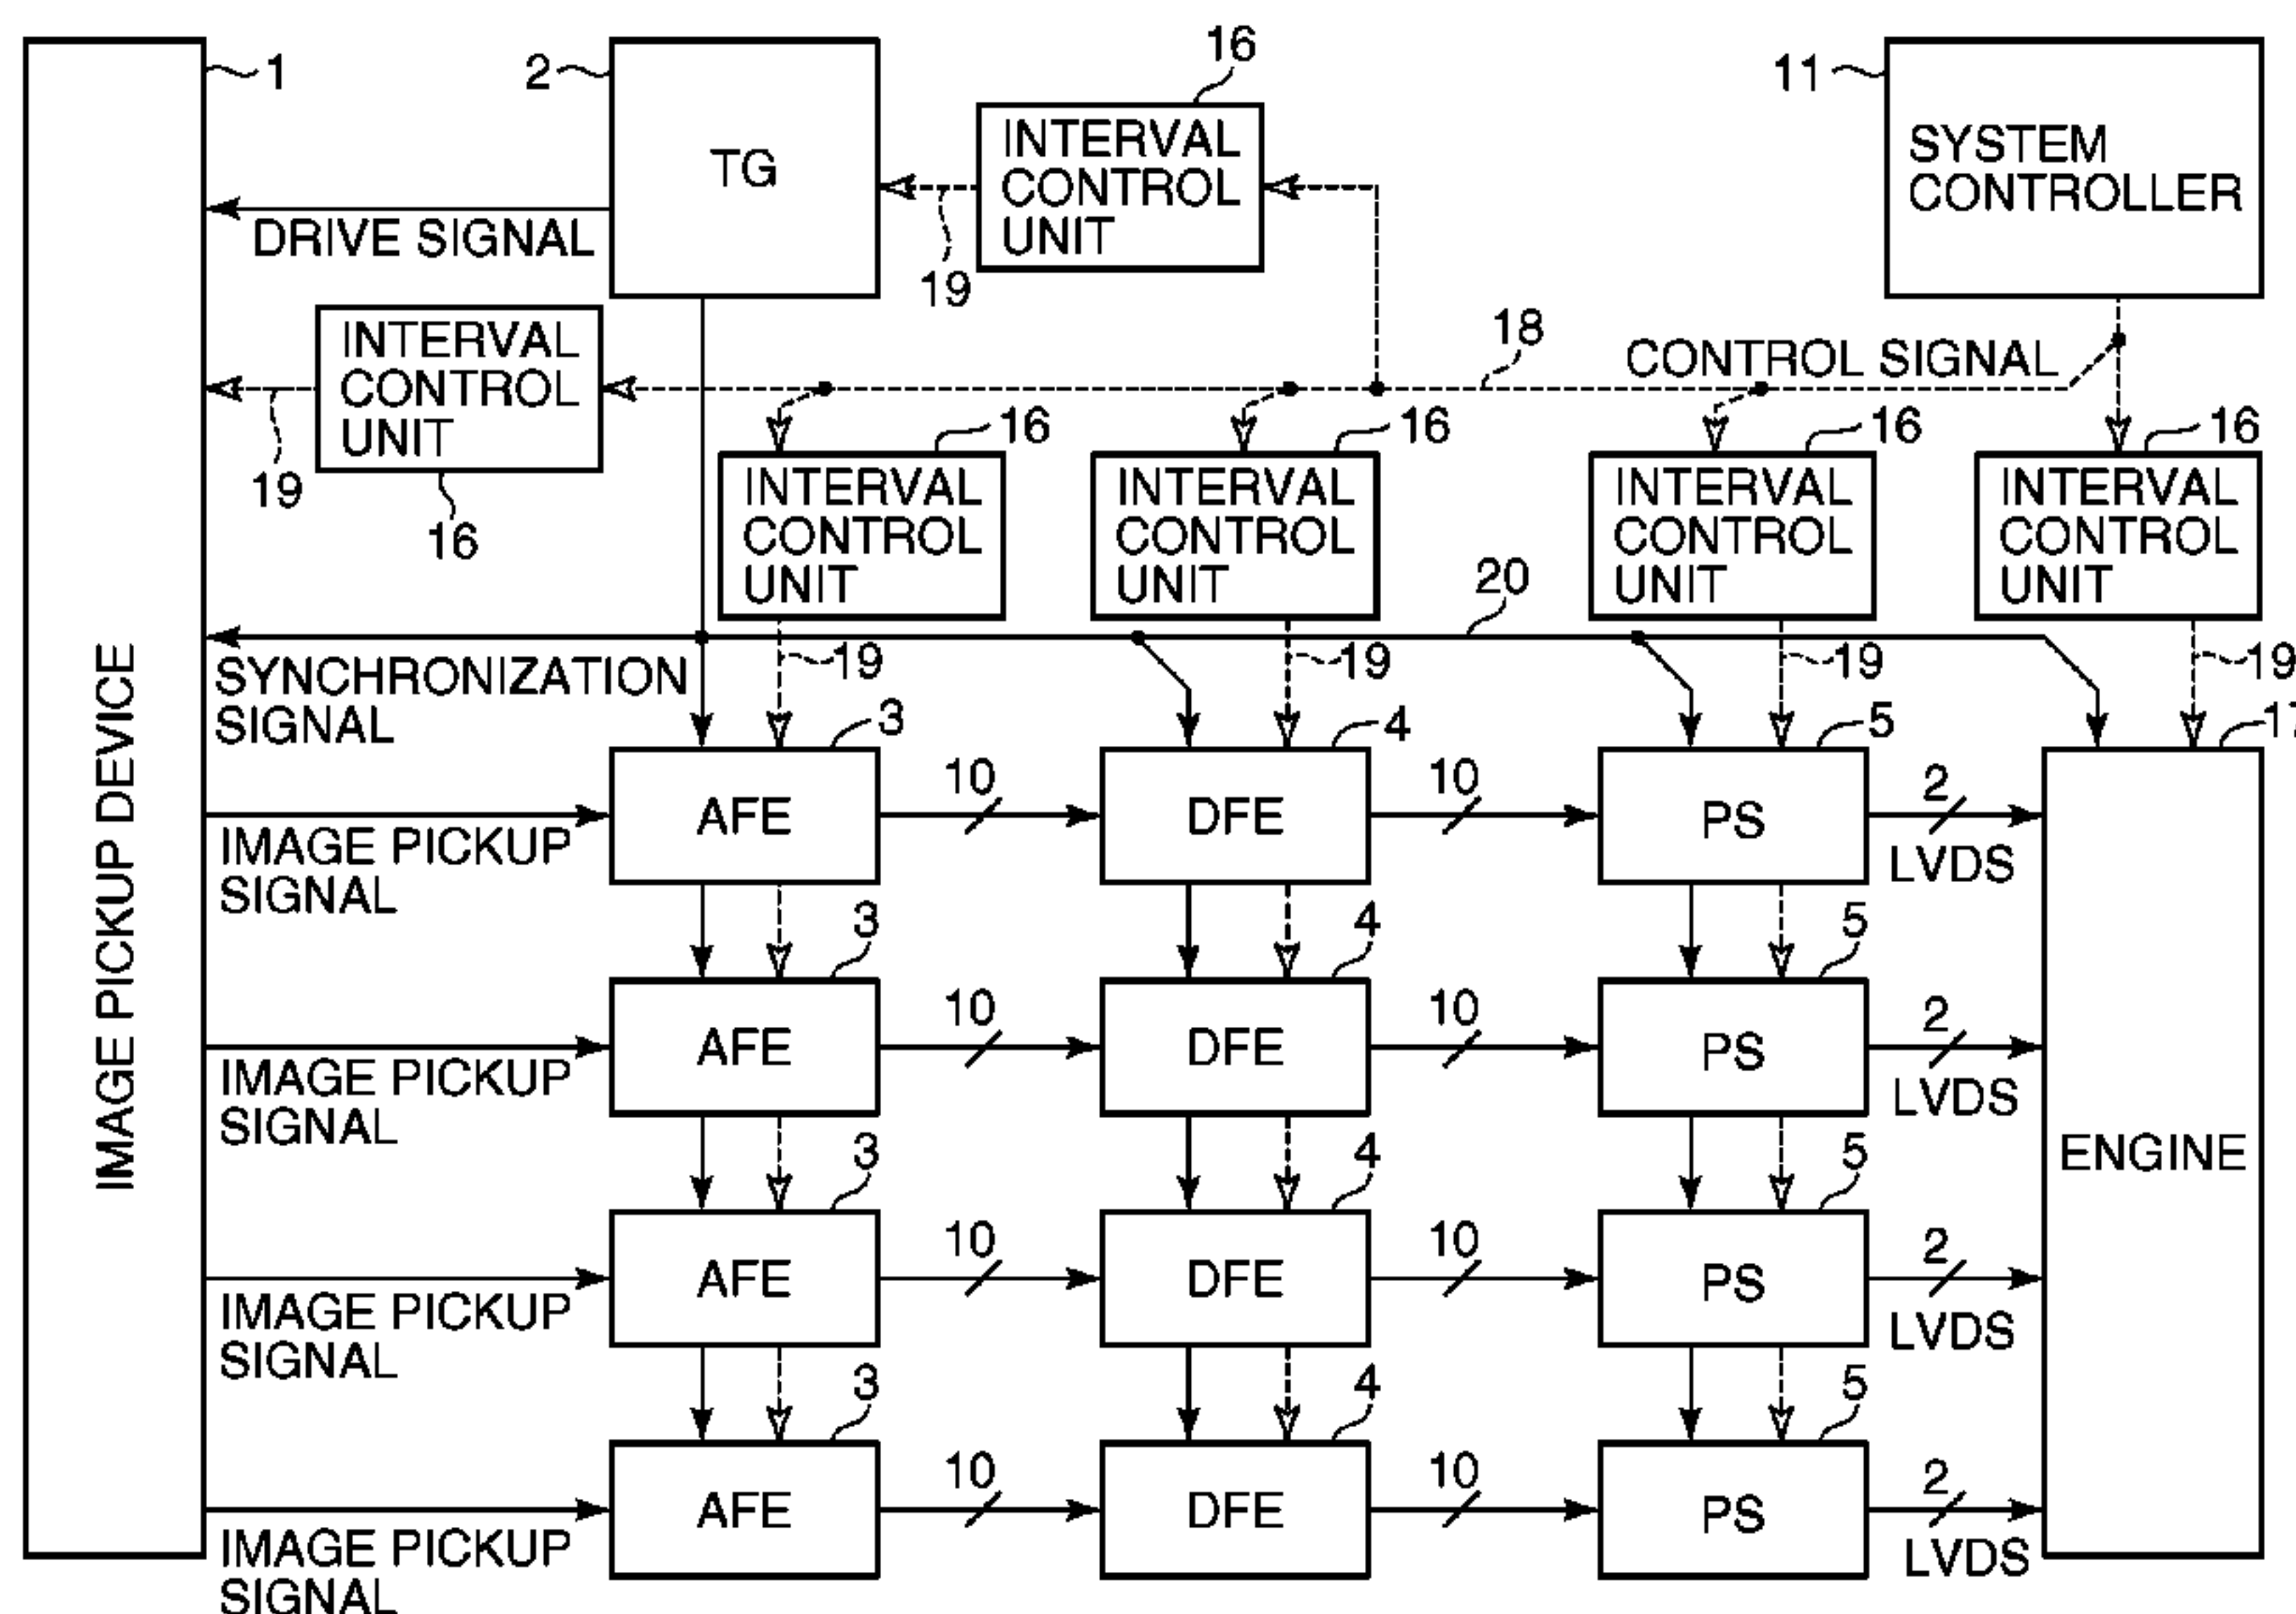 1
2
16
11
TG
INTERVAL
CONTROL
UNIT
SYSTEM
CONTROLLER
DRIVE SIGNAL
19
18
INTERVAL
CONTROL
UNIT
CONTROL SIGNAL
19
16
16
16
16
16
INTERVAL
CONTROL
UNIT
INTERVAL
CONTROL
UNIT
INTERVAL
CONTROL
UNIT
INTERVAL
CONTROL
UNIT
20
SYNCHRONIZATION
SIGNAL
19
19
19
19
IMAGE PICKUP DEVICE
3
4
5
AFE
10
DFE
10
PS
2
LVDS
IMAGE PICKUP
SIGNAL
3
4
5
AFE
10
DFE
10
PS
2
LVDS
IMAGE PICKUP
SIGNAL
ENGINE
3
4
5
AFE
10
DFE
10
PS
2
LVDS
IMAGE PICKUP
SIGNAL
3
4
5
AFE
10
DFE
10
PS
2
LVDS
IMAGE PICKUP
SIGNAL